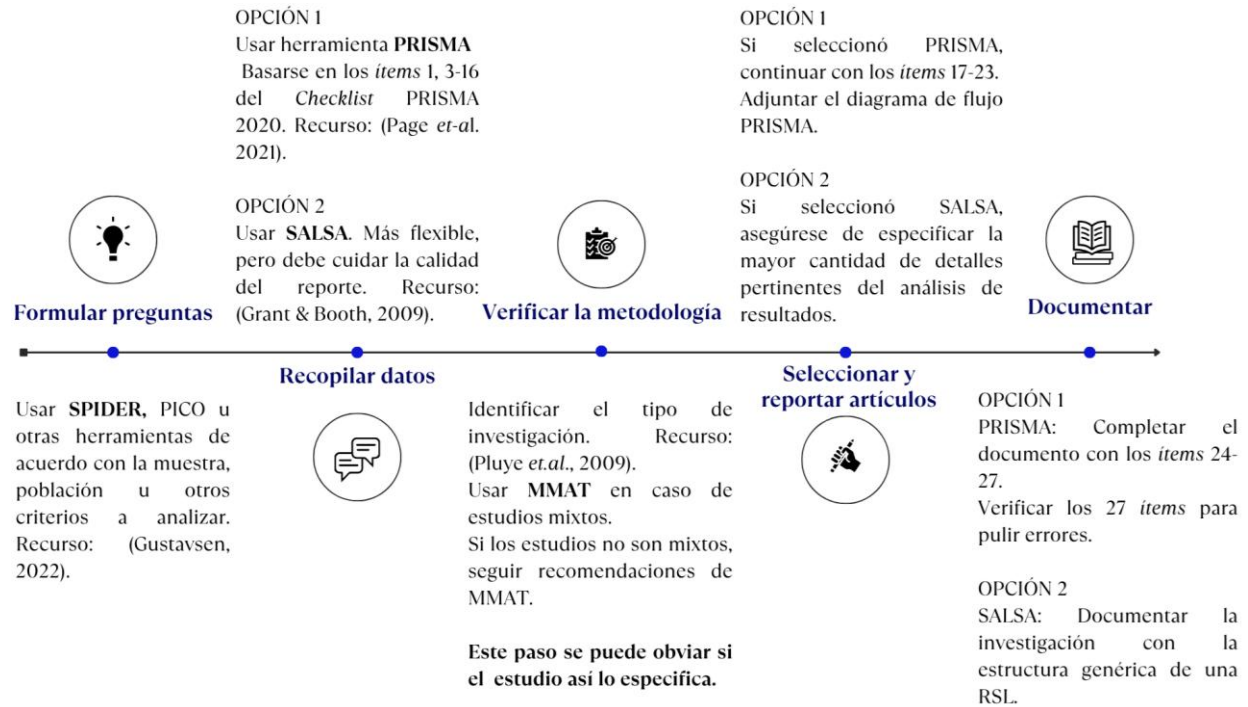 Formular preguntas
Usar SPIDER, PICO u
otras herramientas de
acuerdo con la muestra,
población u otros
criterios a analizar.
Recurso: (Gustavsen,
2022).
OPCIÓN 1
Usar herramienta PRISMA
Basarse en los ítems 1, 3-16
del Checklist PRISMA
2020. Recurso: (Page et-al.
2021).
OPCIÓN 2
Usar SALSA. Más flexible,
pero debe cuidar la calidad
del reporte. Recurso:
(Grant & Booth, 2009).
Recopilar datos
Verificar la metodología
Identificar el tipo de
investigación. Recurso:
(Pluye et.al., 2009).
Usar MMAT en caso de
estudios mixtos.
Si los estudios no son mixtos,
seguir recomendaciones de
MMAT.
Este paso se puede obviar si
el estudio así lo especifica.
OPCIÓN 1
Si seleccionó PRISMA,
continuar con los ítems 17-23.
Adjuntar el diagrama de flujo
PRISMA.
OPCIÓN 2
Si seleccionó SALSA,
asegúrese de especificar la
mayor cantidad de detalles
pertinentes del análisis de
resultados.
Seleccionar y
reportar artículos
Documentar
OPCIÓN 1
PRISMA: Completar el
documento con los ítems 24-
27.
Verificar los 27 ítems para
pulir errores.
OPCIÓN 2
SALSA: Documentar la
investigación con la
estructura genérica de una
RSL.